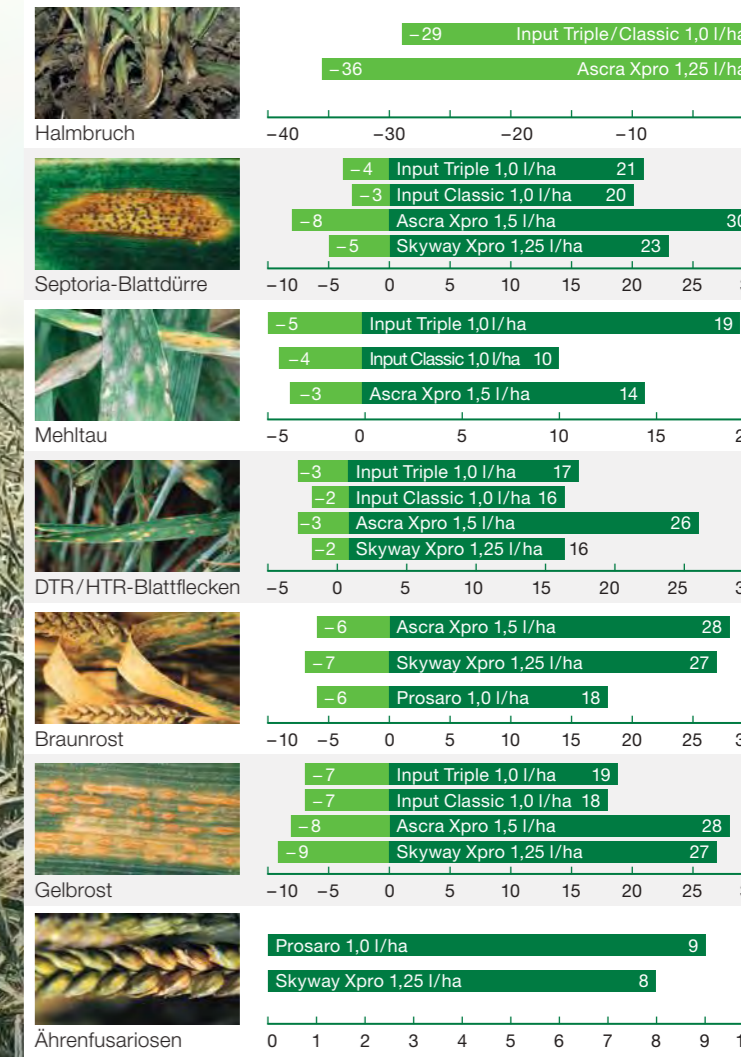 −29 Input Triple/Classic 1,0 l/ha
−36 Ascra Xpro 1,25 l/ha
Halmbruch
−40 −30 −20 −10
−4 Input Triple 1,0 l/ha 21
−3 Input Classic 1,0 l/ha 20
−8 Ascra Xpro 1,5 l/ha 30
−5 Skyway Xpro 1,25 l/ha 23
Septoria-Blattdürre
−10 −5 0 5 10 15 20 25
−5 Input Triple 1,0 l/ha 19
−4 Input Classic 1,0 l/ha 10
−3 Ascra Xpro 1,5 l/ha 14
Mehltau
−5 0 5 10 15 2
−3 Input Triple 1,0 l/ha 17
−2 Input Classic 1,0 l/ha 16
−3 Ascra Xpro 1,5 l/ha 26
−2 Skyway Xpro 1,25 l/ha 16
DTR/HTR-Blattflecken
−5 0 5 10 15 20 25 3
−6 Ascra Xpro 1,5 l/ha 28
−7 Skyway Xpro 1,25 l/ha 27
−6 Prosaro 1,0 l/ha 18
Braunrost
−10 −5 0 5 10 15 20 25 3
−7 Input Triple 1,0 l/ha 19
−7 Input Classic 1,0 l/ha 18
−8 Ascra Xpro 1,5 l/ha 28
−9 Skyway Xpro 1,25 l/ha 27
Gelbrost
−10 −5 0 5 10 15 20 25
Prosaro 1,0 l/ha 9
Skyway Xpro 1,25 l/ha 8
Ährenfusariosen
0 1 2 3 4 5 6 7 8 9 1